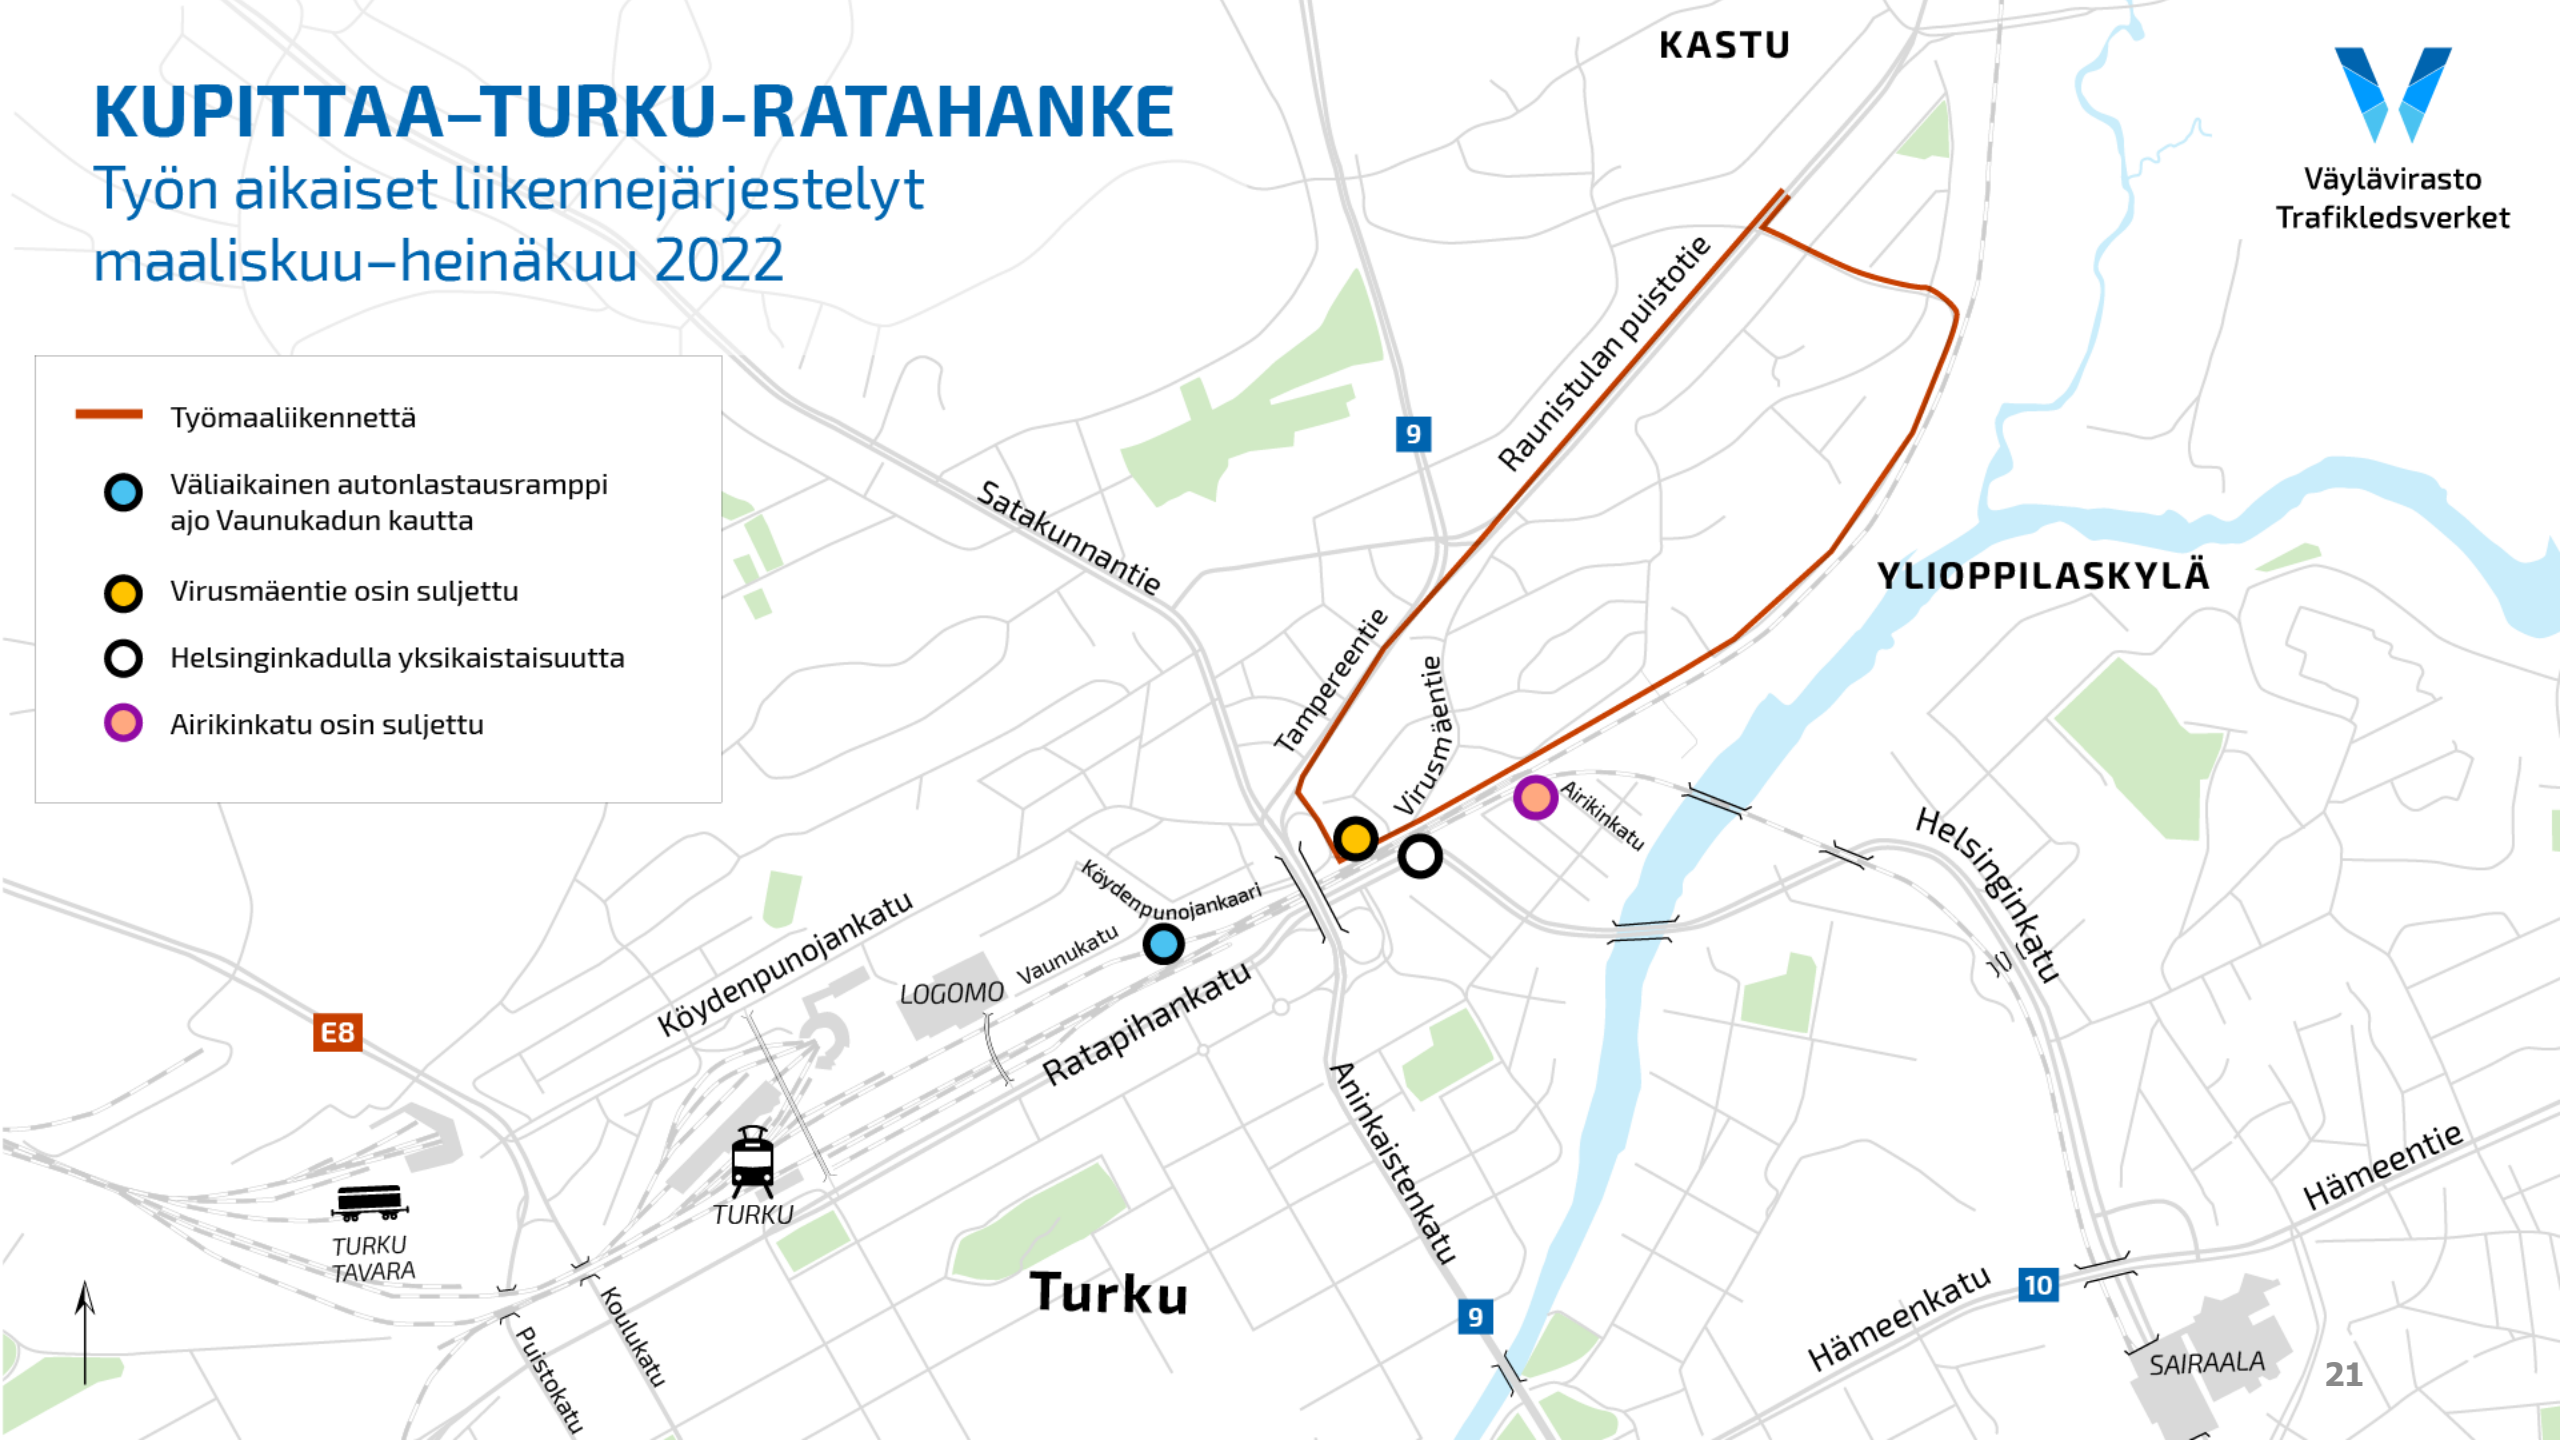 KUPITTAA–TURKU-RATAHANKE
Työn aikaiset liikennejärjestelyt
maaliskuu–heinäkuu 2022
Väylävirasto
Trafikledsverket
Työmaaliikennettä
Väliaikainen autonlastausramppi
ajo Vaunukadun kautta
Virusmäentie osin suljettu
Helsinginkadulla yksikaistaisuutta
Airikinkatu osin suljettu
KASTU
Raunistulan puistotie
9
Satakunnantie
YLIOPPILASKYLÄ
Tampereentie
Virusmäentie
Airikinkatu
Helsinginkatu
Köydenpunojankaari
Köydenpunojankatu
Vaunukatu
LOGOMO
Ratapihankatu
E8
Aninkaistenkatu
TURKU
TURKU
TAVARA
Turku
Koulukatu
Puistokatu
9
Hämeentie
Hämeenkatu
10
SAIRAALA
21